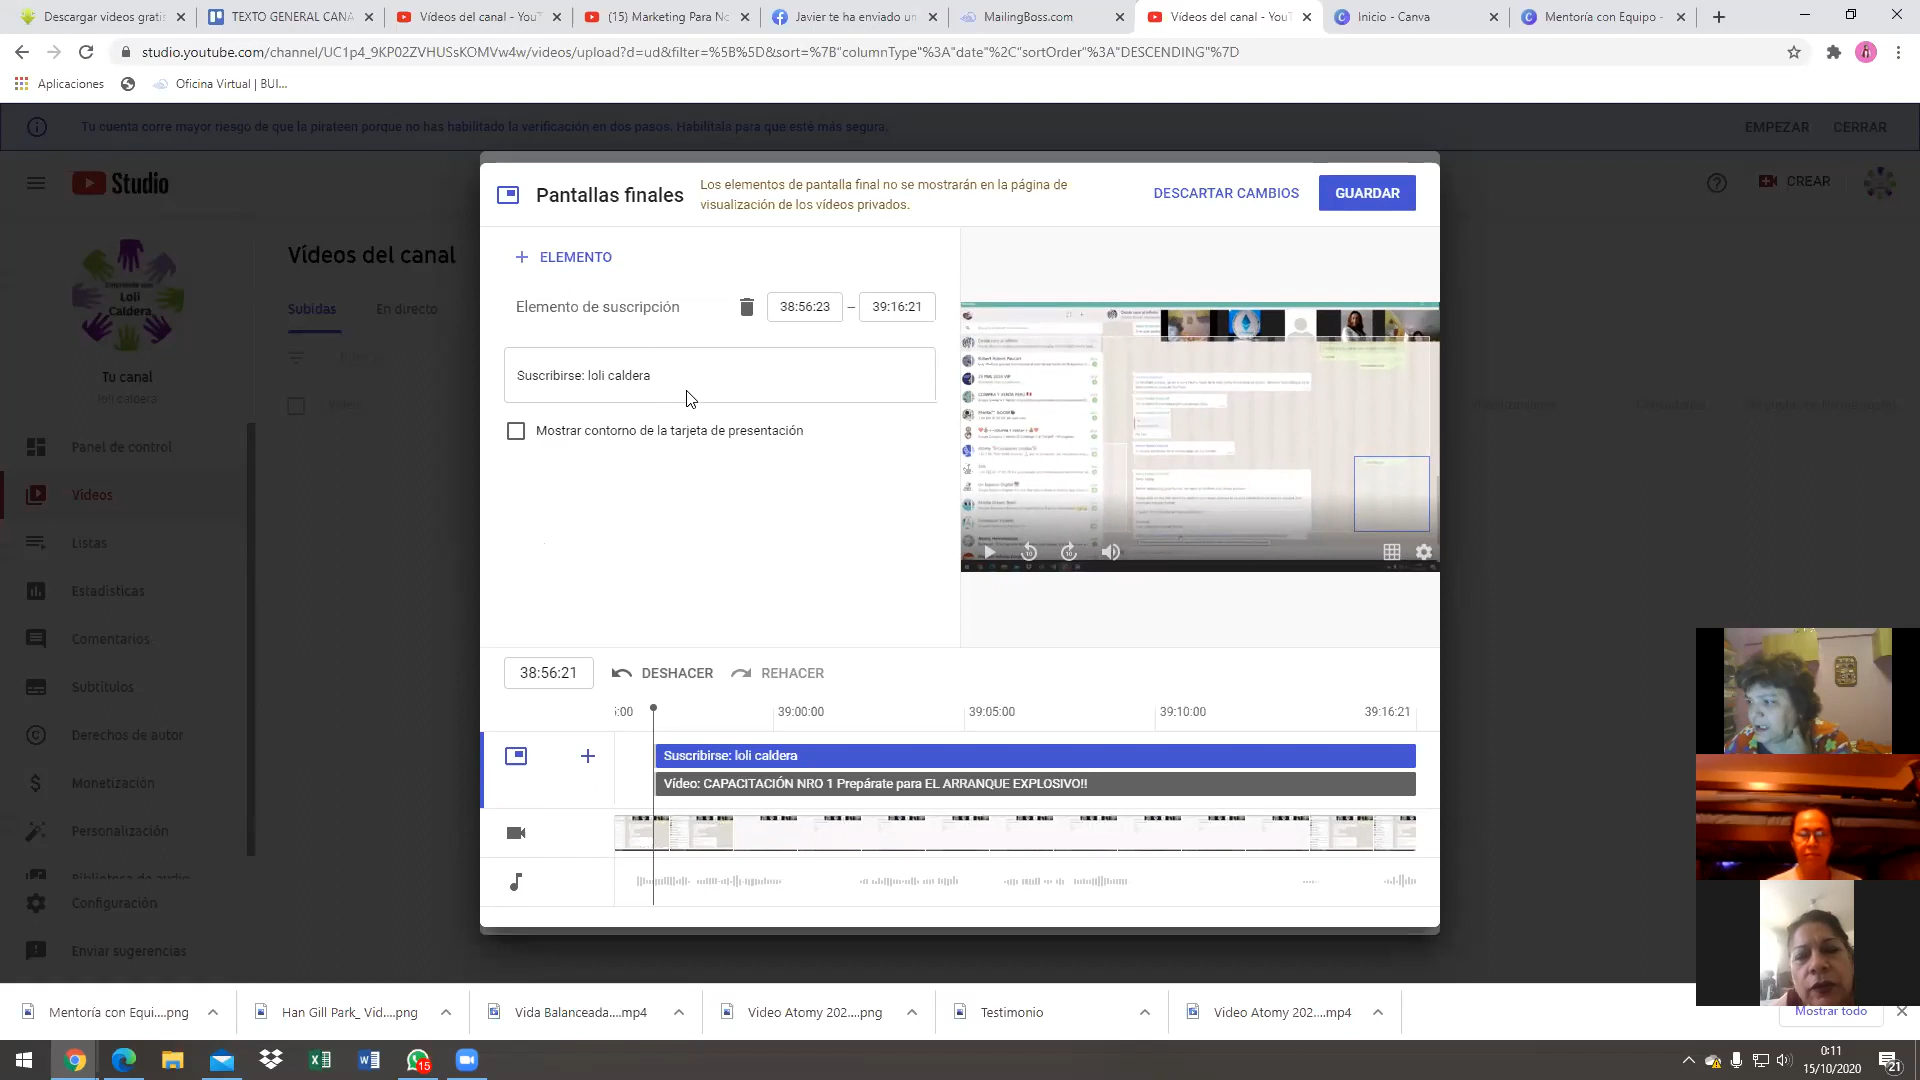 Descargar videos gratis
TEXTO GENERAL CANA
Vídeos del canal - YouT
(15) Marketing Para No
Javier te ha enviado un
MailingBoss.com
Vídeos del canal - YouT
Inicio - Canva
Mentoría con Equipo -
studio.youtube.com/channel/UC1p4_9KP02ZVHUSsKOMVw4w/videos/upload?d=ud&filter=%5B%5D&sort=%7B"columnType"%3A"date"%2C"sortOrder"%3A"DESCENDING"%7D
Aplicaciones
Oficina Virtual | BUI...
Tu cuenta corre mayor riesgo de que la pirateen porque no has habilitado la verificación en dos pasos. Habilítala para que esté más segura.
EMPEZAR
CERRAR
Studio
CREAR
Loli
Caldera
Tu canal
loli caldera
Panel de control
Vídeos
Listas
Estadísticas
Comentarios
Subtítulos
Derechos de autor
Monetización
Personalización
Biblioteca de audio
Configuración
Enviar sugerencias
Vídeos del canal
Subidas
En directo
Pantallas finales
Los elementos de pantalla final no se mostrarán en la página de
visualización de los vídeos privados.
DESCARTAR CAMBIOS
GUARDAR
ELEMENTO
Elemento de suscripción
38:56:23
–
39:16:21
Suscribirse: loli caldera
Mostrar contorno de la tarjeta de presentación
38:56:21
DESHACER
REHACER
39:00:00
39:05:00
39:10:00
39:16:21
Suscribirse: loli caldera
Vídeo: CAPACITACIÓN NRO 1 Prepárate para EL ARRANQUE EXPLOSIVO!!
Mentoría con Equi....png
Han Gill Park_ Vid....png
Vida Balanceada....mp4
Video Atomy 202....png
Testimonio
Video Atomy 202....mp4
Mostrar todo
15
0:11
15/10/2020
21